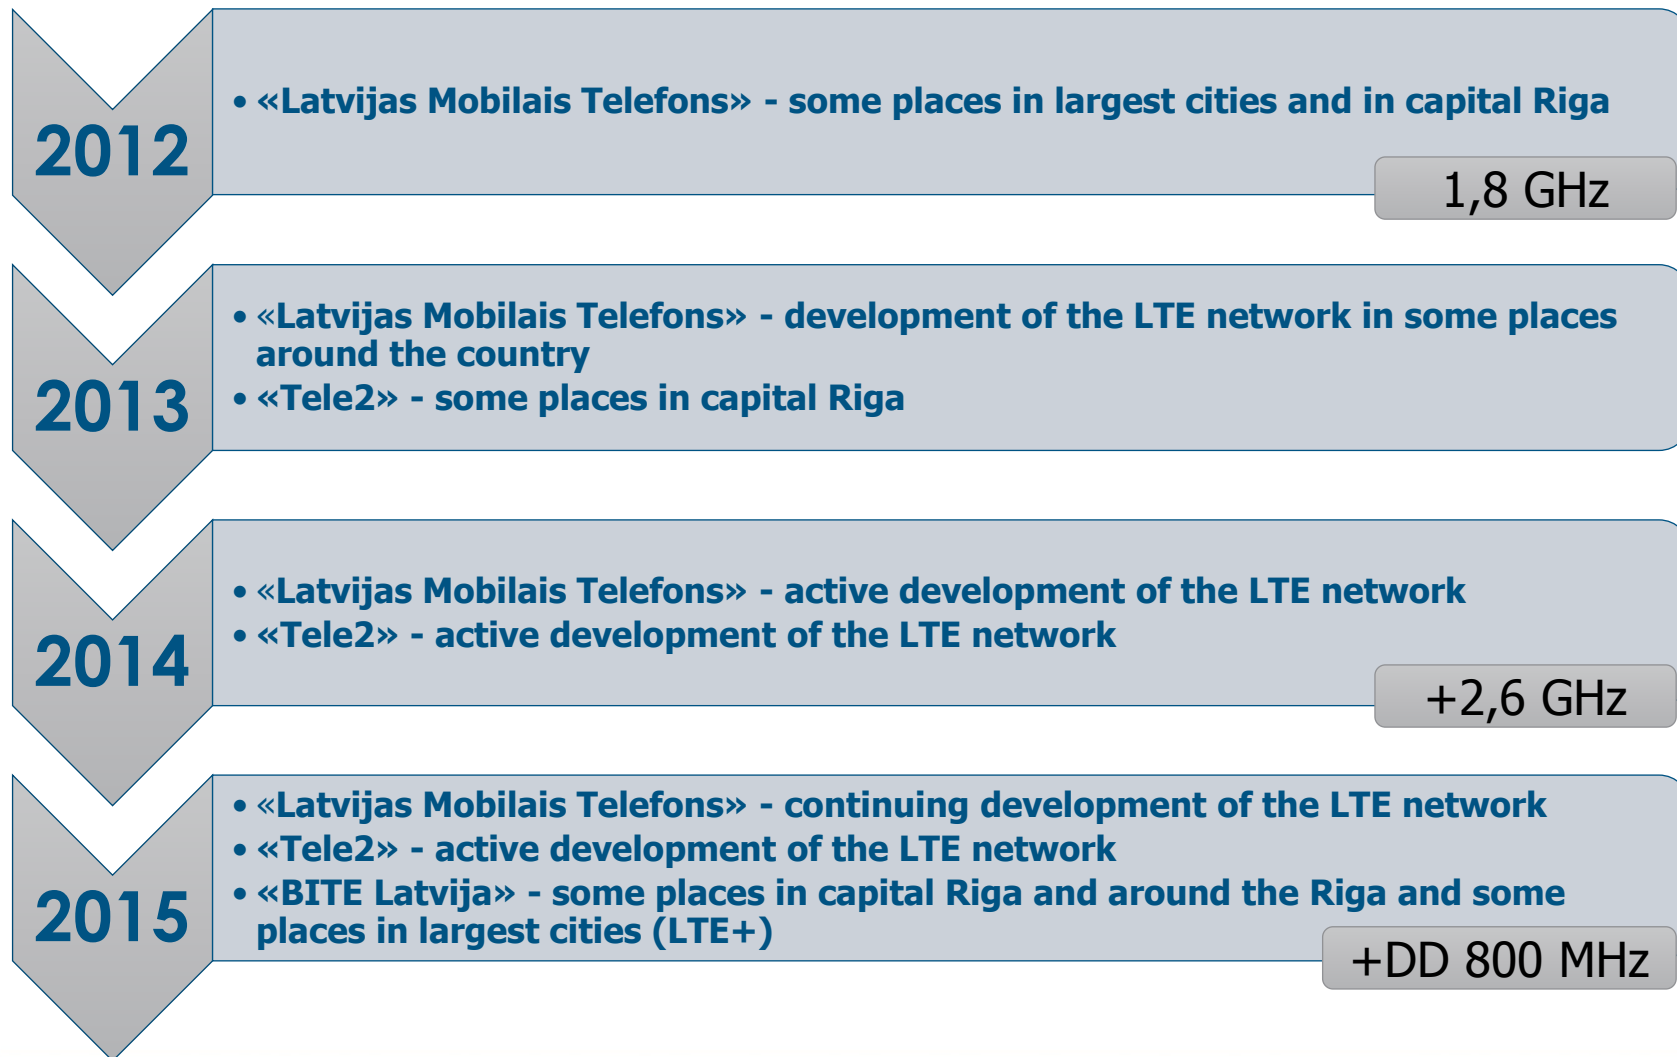 2012
• «Latvijas Mobilais Telefons» - some places in largest cities and in capital Riga
1,8 GHz
2013
• «Latvijas Mobilais Telefons» - development of the LTE network in some places
around the country
• «Tele2» - some places in capital Riga
2014
• «Latvijas Mobilais Telefons» - active development of the LTE network
• «Tele2» - active development of the LTE network
+2,6 GHz
2015
• «Latvijas Mobilais Telefons» - continuing development of the LTE network
• «Tele2» - active development of the LTE network
• «BITE Latvija» - some places in capital Riga and around the Riga and some
places in largest cities (LTE+)
+DD 800 MHz